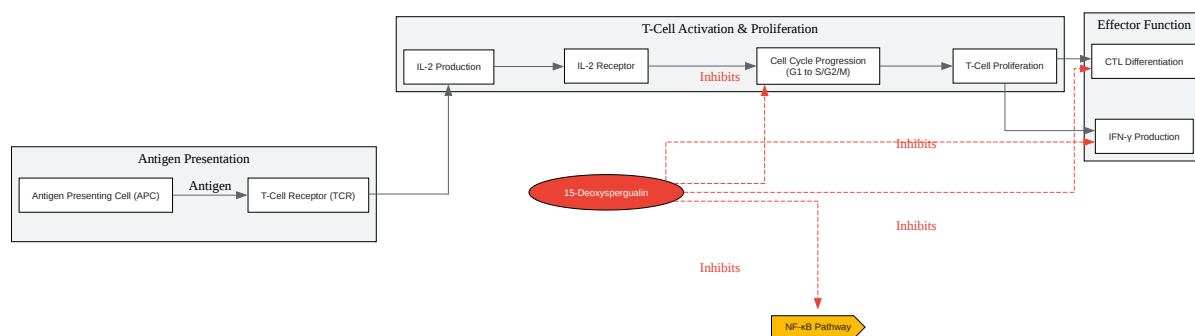 T-Cell Activation & Proliferation
Effector Function
IL-2 Production
IL-2 Receptor
Cell Cycle Progression
(G1 to S/G2/M)
T-Cell Proliferation
CTL Differentiation
Inhibits
IFN-γ Production
Inhibits
Antigen Presentation
Antigen Presenting Cell (APC)
Antigen
T-Cell Receptor (TCR)
15-Deoxyspergualin
Inhibits
Inhibits
NF-κB Pathway